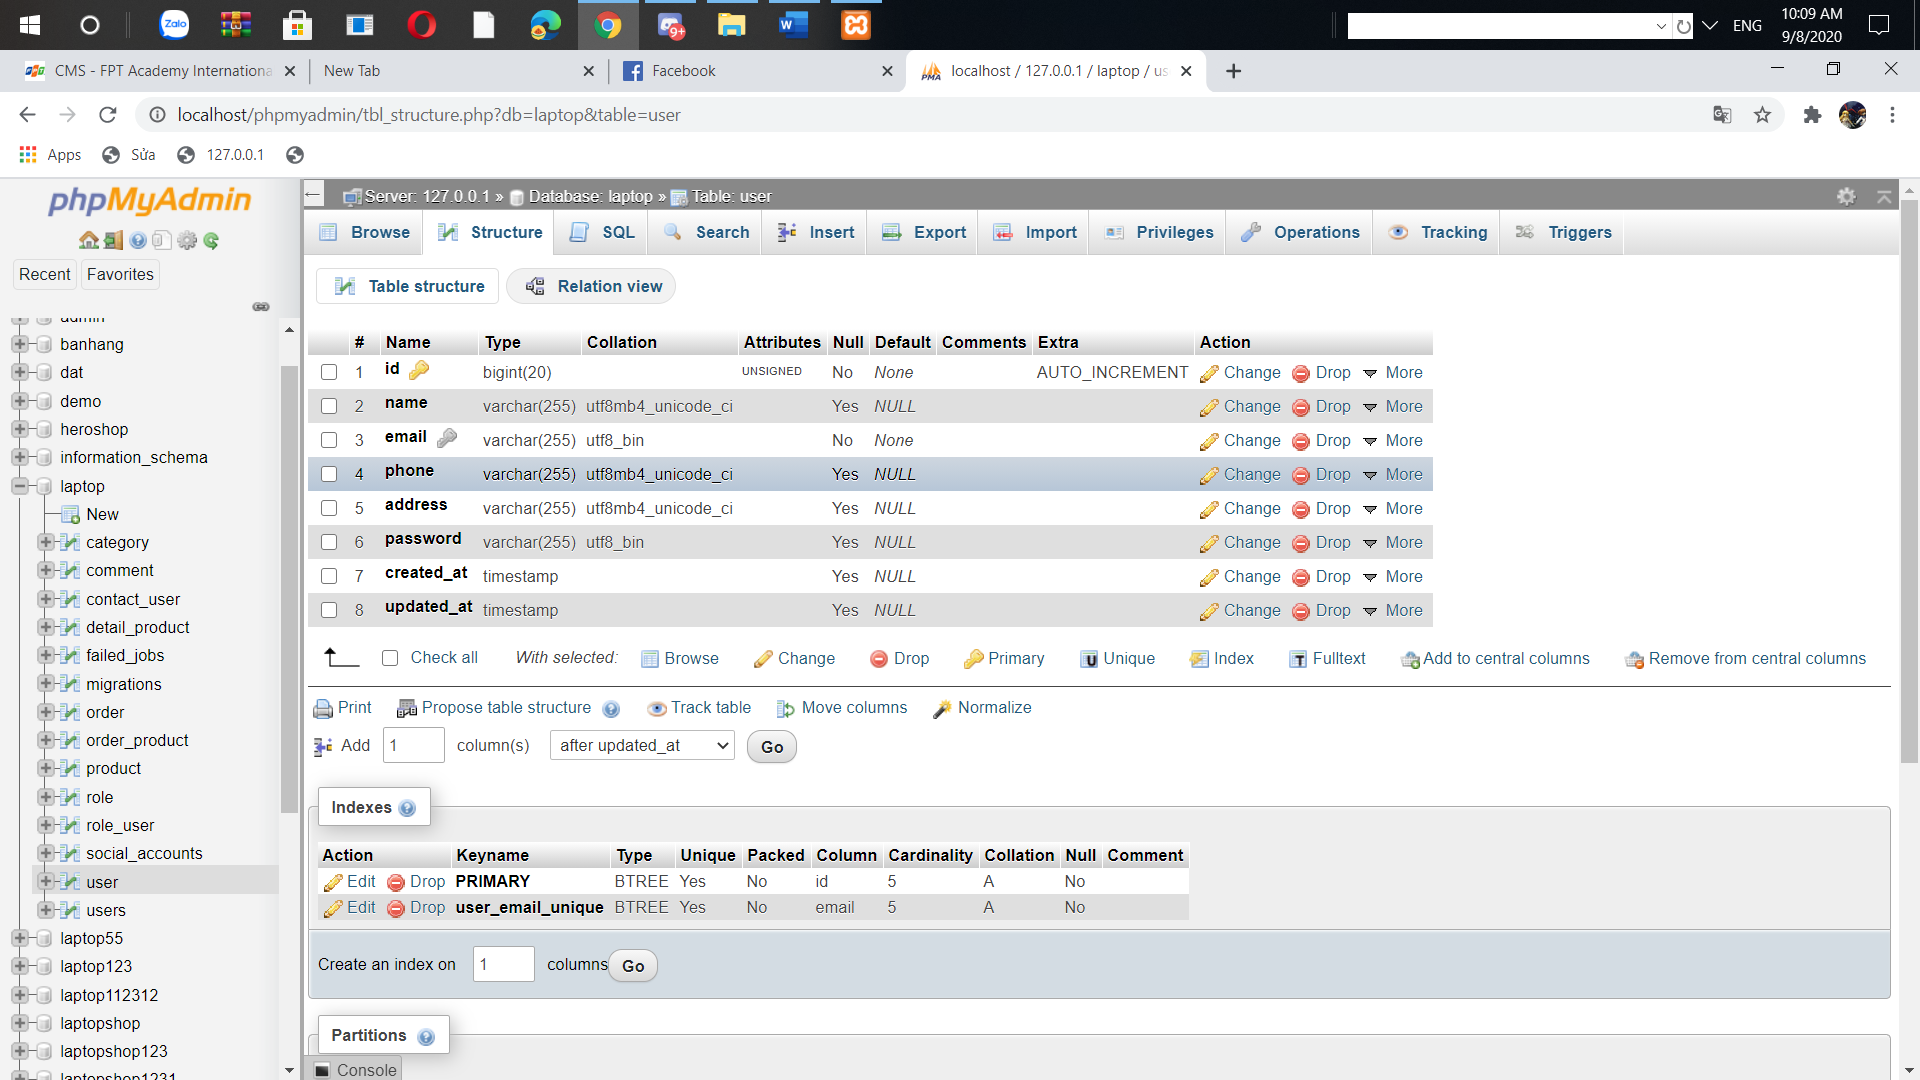 Zalo
9+
W
ENG
10:09 AM
9/8/2020
CMS - FPT Academy Internationa
New Tab
Facebook
PMA
localhost / 127.0.0.1 / laptop / us
localhost/phpmyadmin/tbl_structure.php?db=laptop&table=user
Apps
Sửa
127.0.0.1
phpMyAdmin
Recent
Favorites
admin
banhang
dat
demo
heroshop
information_schema
laptop
New
category
comment
contact_user
detail_product
failed_jobs
migrations
order
order_product
product
role
role_user
social_accounts
user
users
laptop55
laptop123
laptop112312
laptopshop
laptopshop123
laptopshop1231
Server: 127.0.0.1 » Database: laptop » Table: user
Browse Structure SQL Search Insert Export Import Privileges Operations Tracking Triggers
Table structure Relation view
# Name Type Collation Attributes Null Default Comments Extra Action
1 id bigint(20) UNSIGNED No None AUTO_INCREMENT Change Drop More
2 name varchar(255) utf8mb4_unicode_ci Yes NULL Change Drop More
3 email varchar(255) utf8_bin No None Change Drop More
4 phone varchar(255) utf8mb4_unicode_ci Yes NULL Change Drop More
5 address varchar(255) utf8mb4_unicode_ci Yes NULL Change Drop More
6 password varchar(255) utf8_bin Yes NULL Change Drop More
7 created_at timestamp Yes NULL Change Drop More
8 updated_at timestamp Yes NULL Change Drop More
Check all With selected: Browse Change Drop Primary Unique Index Fulltext Add to central columns Remove from central columns
Print Propose table structure Track table Move columns Normalize
Add 1 column(s) after updated_at Go
Indexes
Action Keyname Type Unique Packed Column Cardinality Collation Null Comment
Edit Drop PRIMARY BTREE Yes No id 5 A No
Edit Drop user_email_unique BTREE Yes No email 5 A No
Create an index on 1 columns Go
Partitions
Console